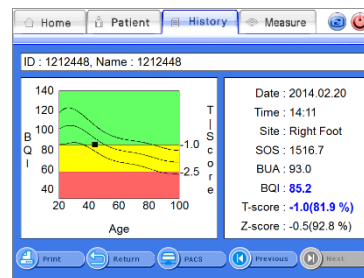 Home Patient History Measure
ID : 1212448, Name : 1212448
140
120
100
80
60
40
BQI
20 40 60 80 100
Age
T-Score
-1.0
-2.5
Date : 2014.02.20
Time : 14:11
Site : Right Foot
SOS : 1516.7
BUA : 93.0
BQI : 85.2
T-score : -1.0(81.9 %)
Z-score : -0.5(92.8 %)
Print Return PACS Previous Next